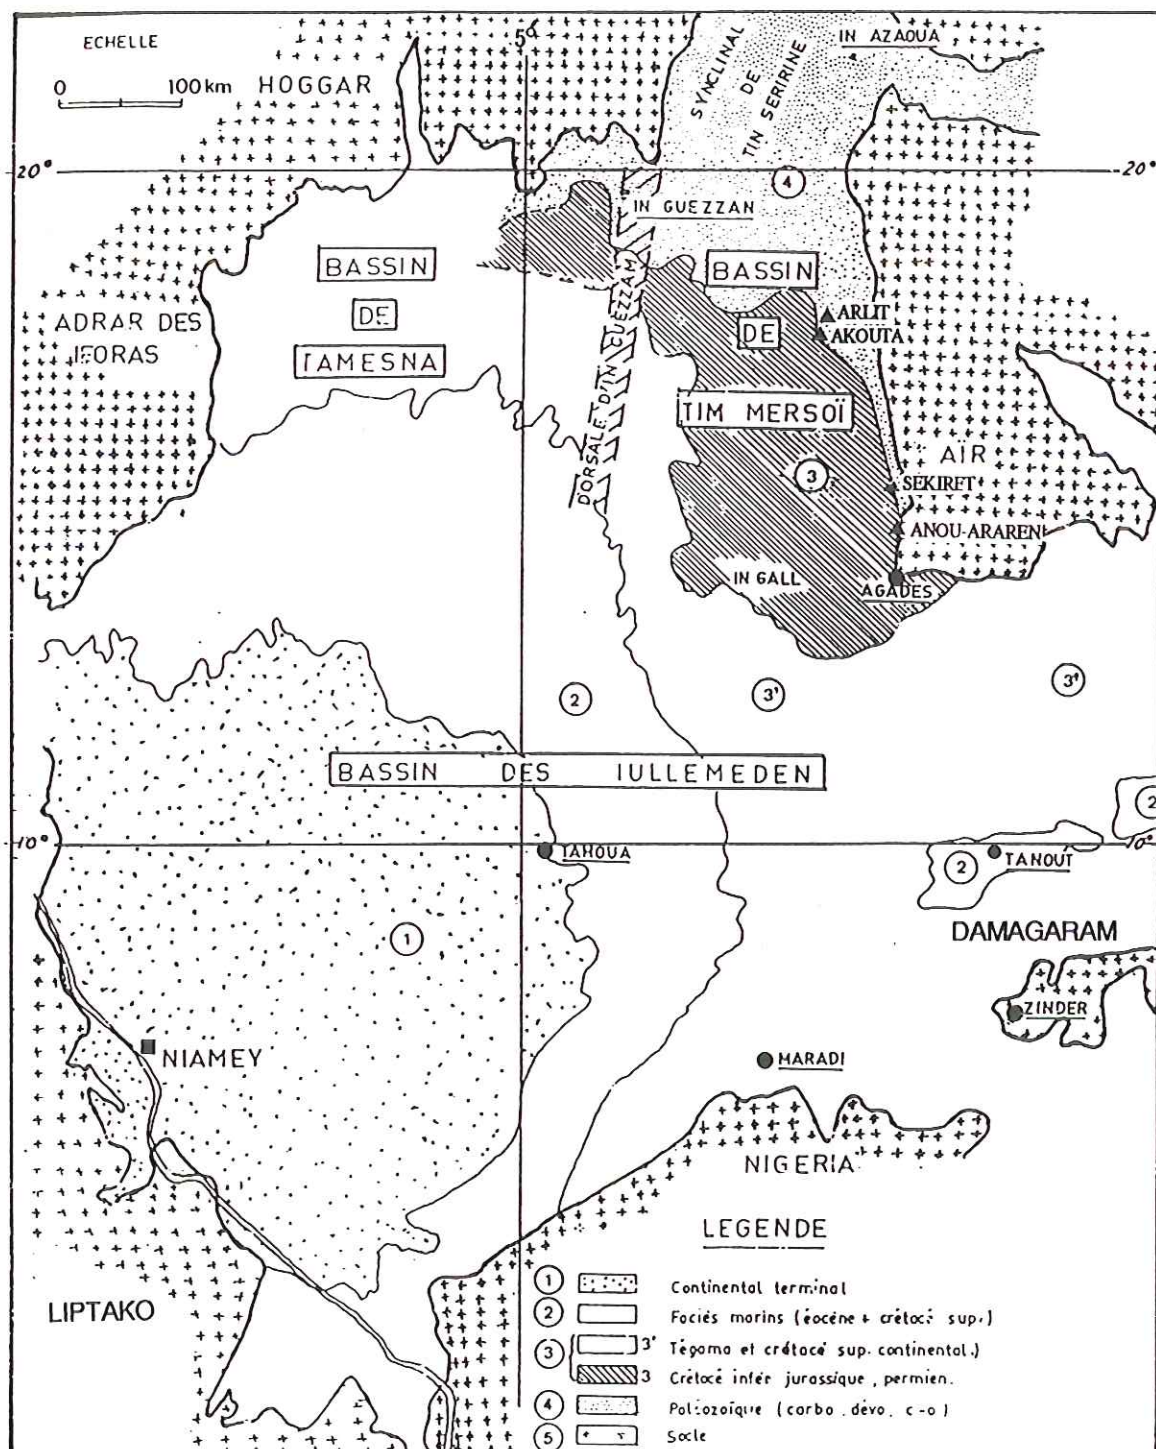 ECHELLE
0 100 km
HOGGAR
5°
SYNCLINAL
DE
TIN SERIRINE
IN AZAOUA
20°
-20°
4
IN GUEZZAN
BASSIN
DE
TAMESNA
BASSIN
DE
TIM MERSOÏ
ARLIT
AKOUTA
ADRAR DES
IFORAS
DORSALE D'IN GUEZZAM
3
AÏR
SEKIRET
ANOU-ARAREN
IN GALL
AGADES
2
3'
3'
BASSIN DES IULLEMEDEN
2
10°
TAHOUA
2
TANOUT
10°
1
DAMAGARAM
ZINDER
NIAMEY
MARADI
NIGERIA
LIPTAKO
LEGENDE
1 Continental terminal
2 Faciés marins (éocène + crétacé sup.)
3 3' Tégama et crétacé sup. continental.)
3 Crétacé infér jurassique, permien.
4 Paléozoïque (carbo. dévo. c-o)
5 Socle